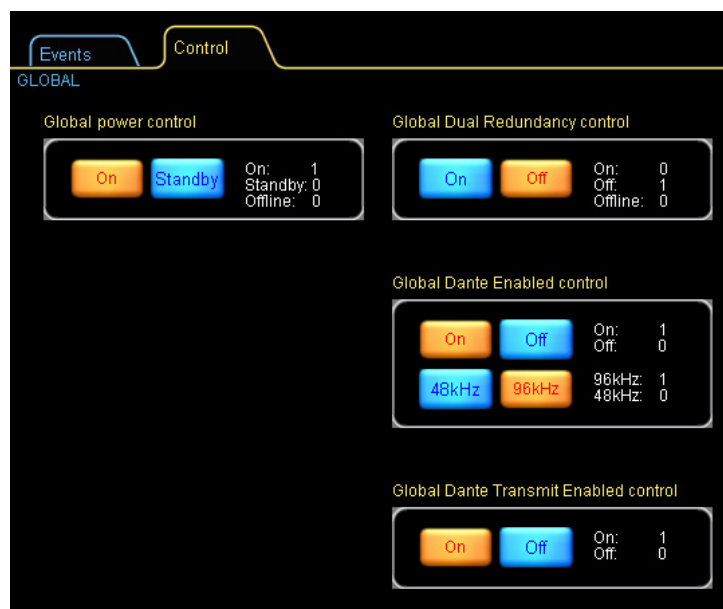 Events
Control
GLOBAL
Global power control
On
Standby
On: 1
Standby: 0
Offline: 0
Global Dual Redundancy control
On
Off
On: 0
Off: 1
Offline: 0
Global Dante Enabled control
On
Off
On: 1
Off: 0
48kHz
96kHz
96kHz: 1
48kHz: 0
Global Dante Transmit Enabled control
On
Off
On: 1
Off: 0